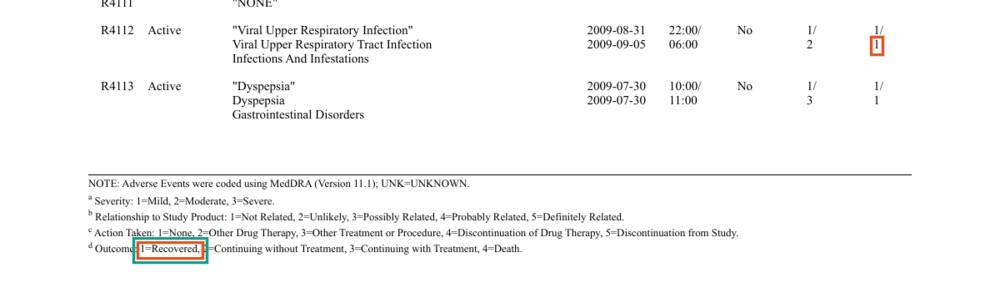 R4111 "NONE"
R4112 Active "Viral Upper Respiratory Infection" 2009-08-31 22:00/ No 1/ 1/
Viral Upper Respiratory Tract Infection 2009-09-05 06:00 2 1
Infections And Infestations
R4113 Active "Dyspepsia" 2009-07-30 10:00/ No 1/ 1/
Dyspepsia 2009-07-30 11:00 3 1
Gastrointestinal Disorders
NOTE: Adverse Events were coded using MedDRA (Version 11.1); UNK=UNKNOWN.
a Severity: 1=Mild, 2=Moderate, 3=Severe.
b Relationship to Study Product: 1=Not Related, 2=Unlikely, 3=Possibly Related, 4=Probably Related, 5=Definitely Related.
c Action Taken: 1=None, 2=Other Drug Therapy, 3=Other Treatment or Procedure, 4=Discontinuation of Drug Therapy, 5=Discontinuation from Study.
d Outcome: 1=Recovered, 2=Continuing without Treatment, 3=Continuing with Treatment, 4=Death.